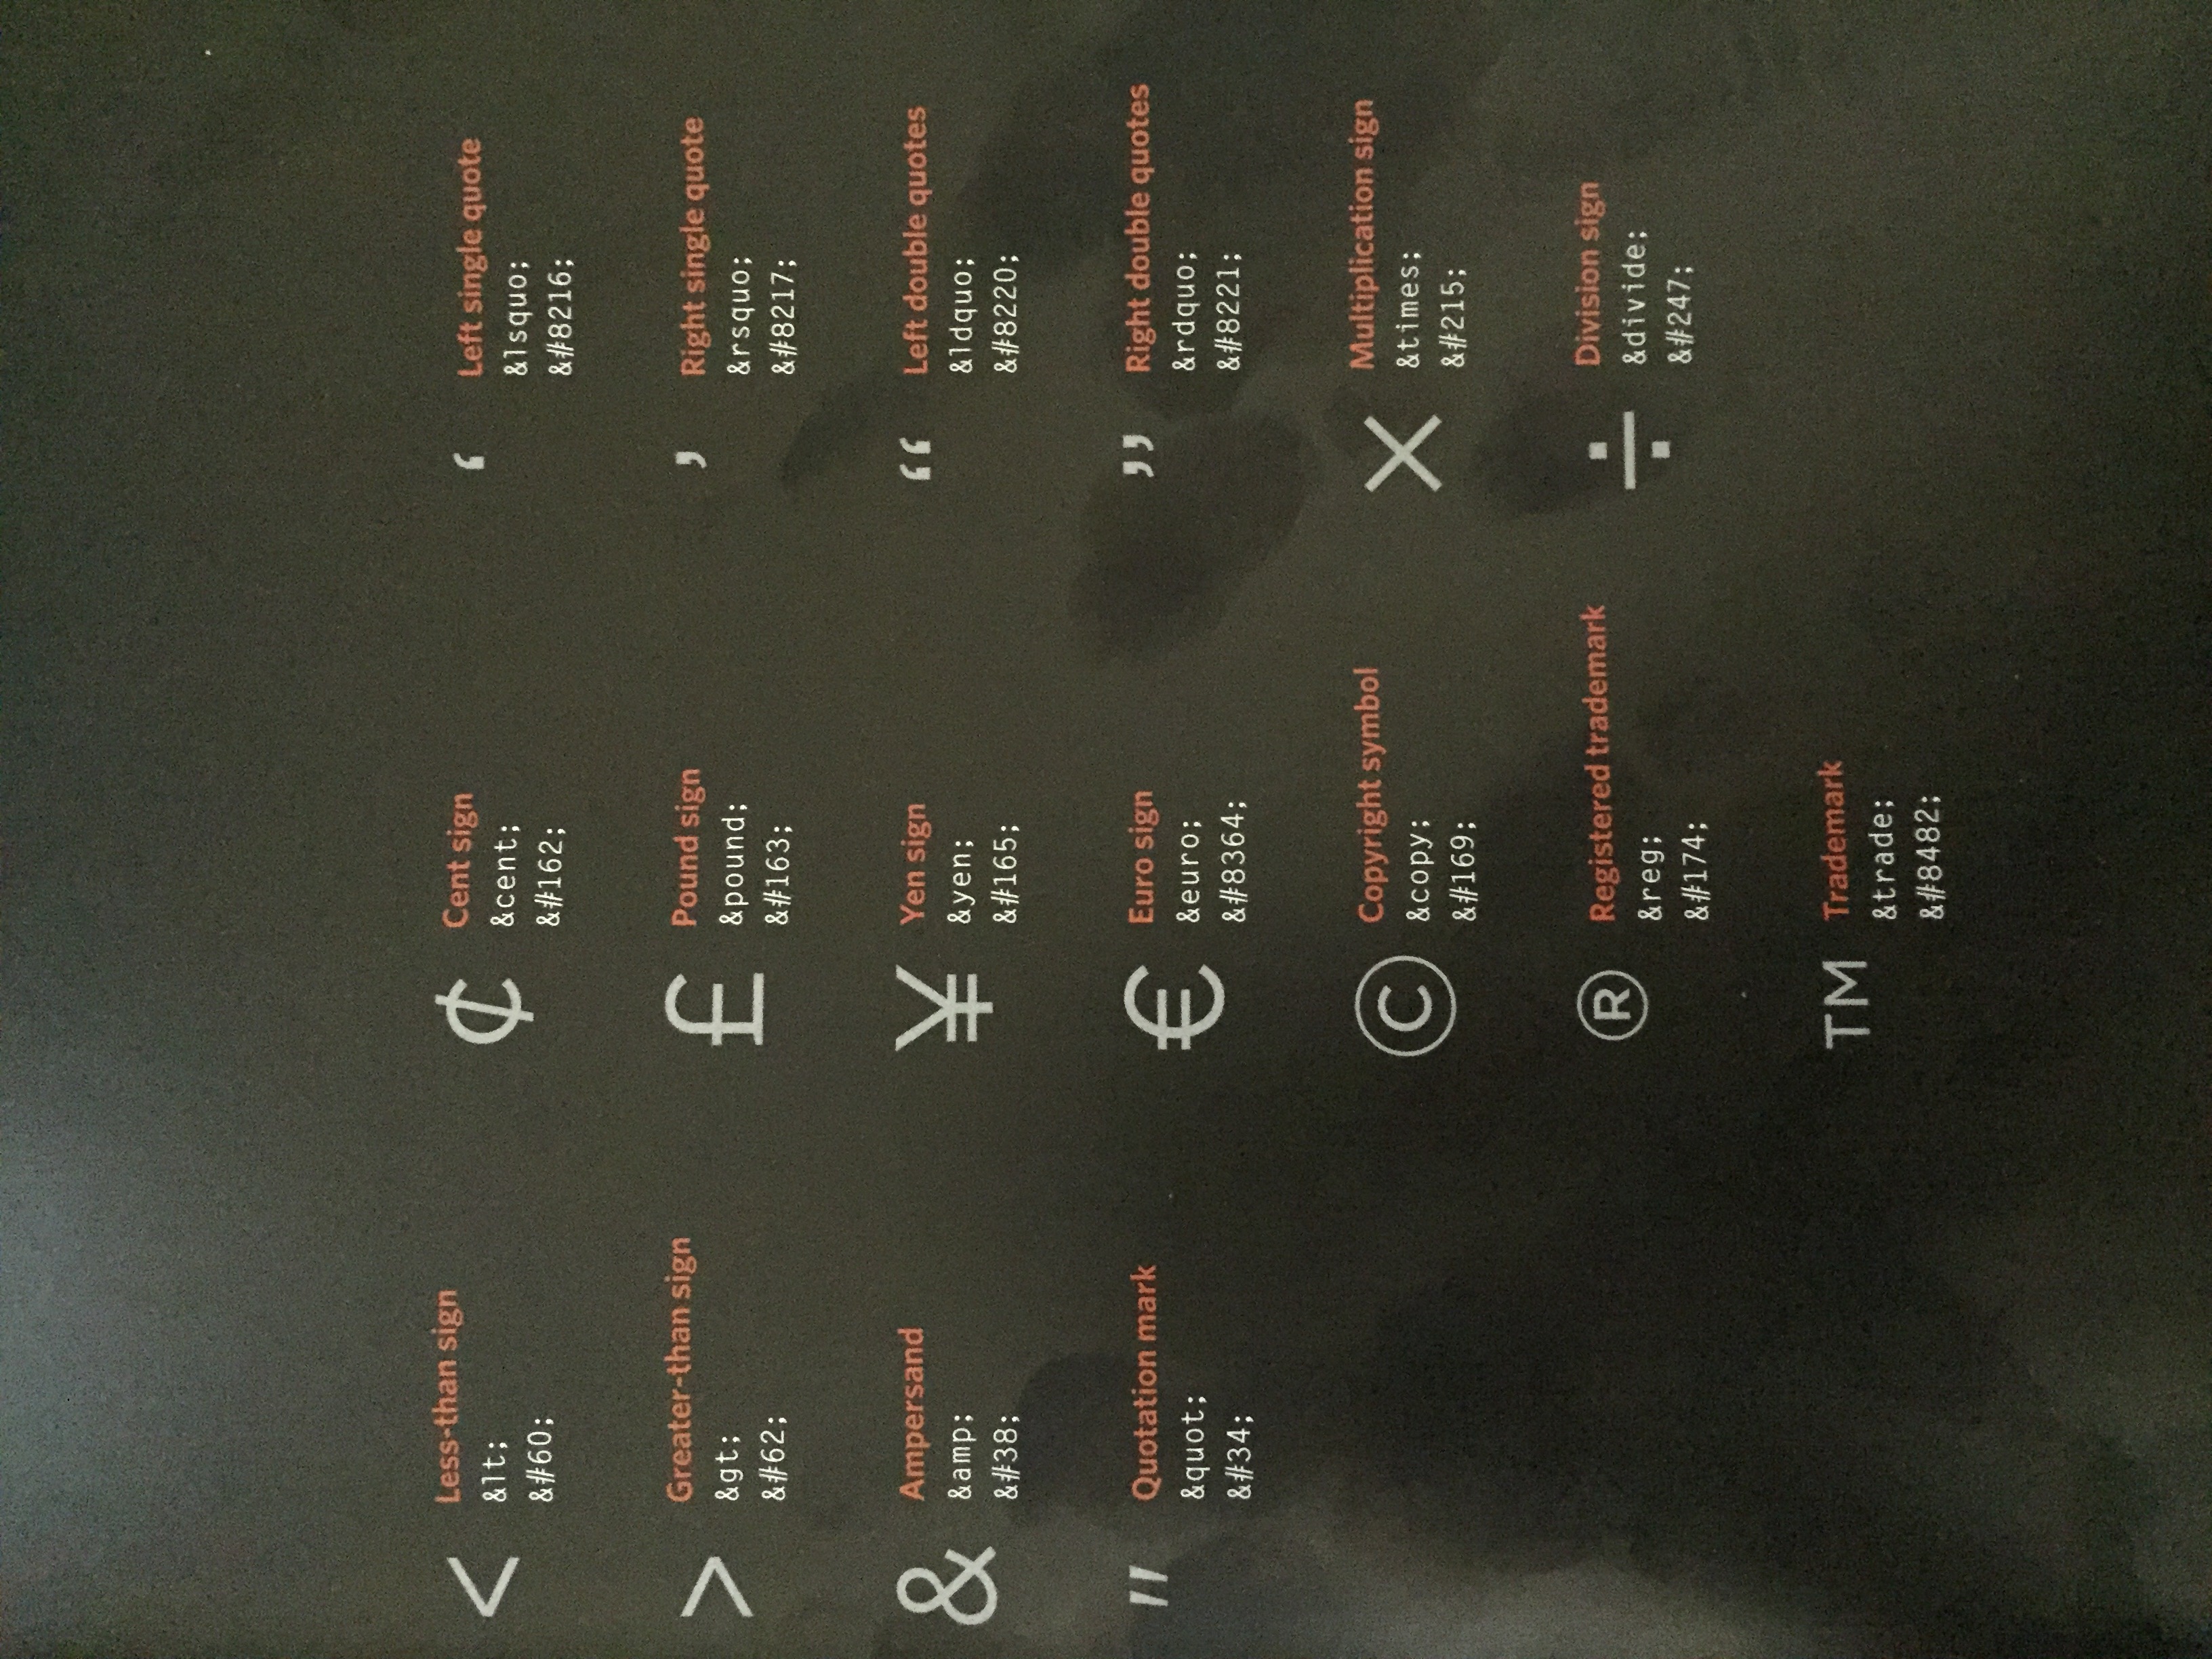 <
Less-than sign
&lt;
&#60;
>
Greater-than sign
&gt;
&#62;
&
Ampersand
&amp;
&#38;
"
Quotation mark
&quot;
&#34;
¢
Cent sign
&cent;
&#162;
£
Pound sign
&pound;
&#163;
¥
Yen sign
&yen;
&#165;
€
Euro sign
&euro;
&#8364;
©
Copyright symbol
&copy;
&#169;
®
Registered trademark
&reg;
&#174;
TM
Trademark
&trade;
&#8482;
‘
Left single quote
&lsquo;
&#8216;
’
Right single quote
&rsquo;
&#8217;
“
Left double quotes
&ldquo;
&#8220;
”
Right double quotes
&rdquo;
&#8221;
×
Multiplication sign
&times;
&#215;
÷
Division sign
&divide;
&#247;